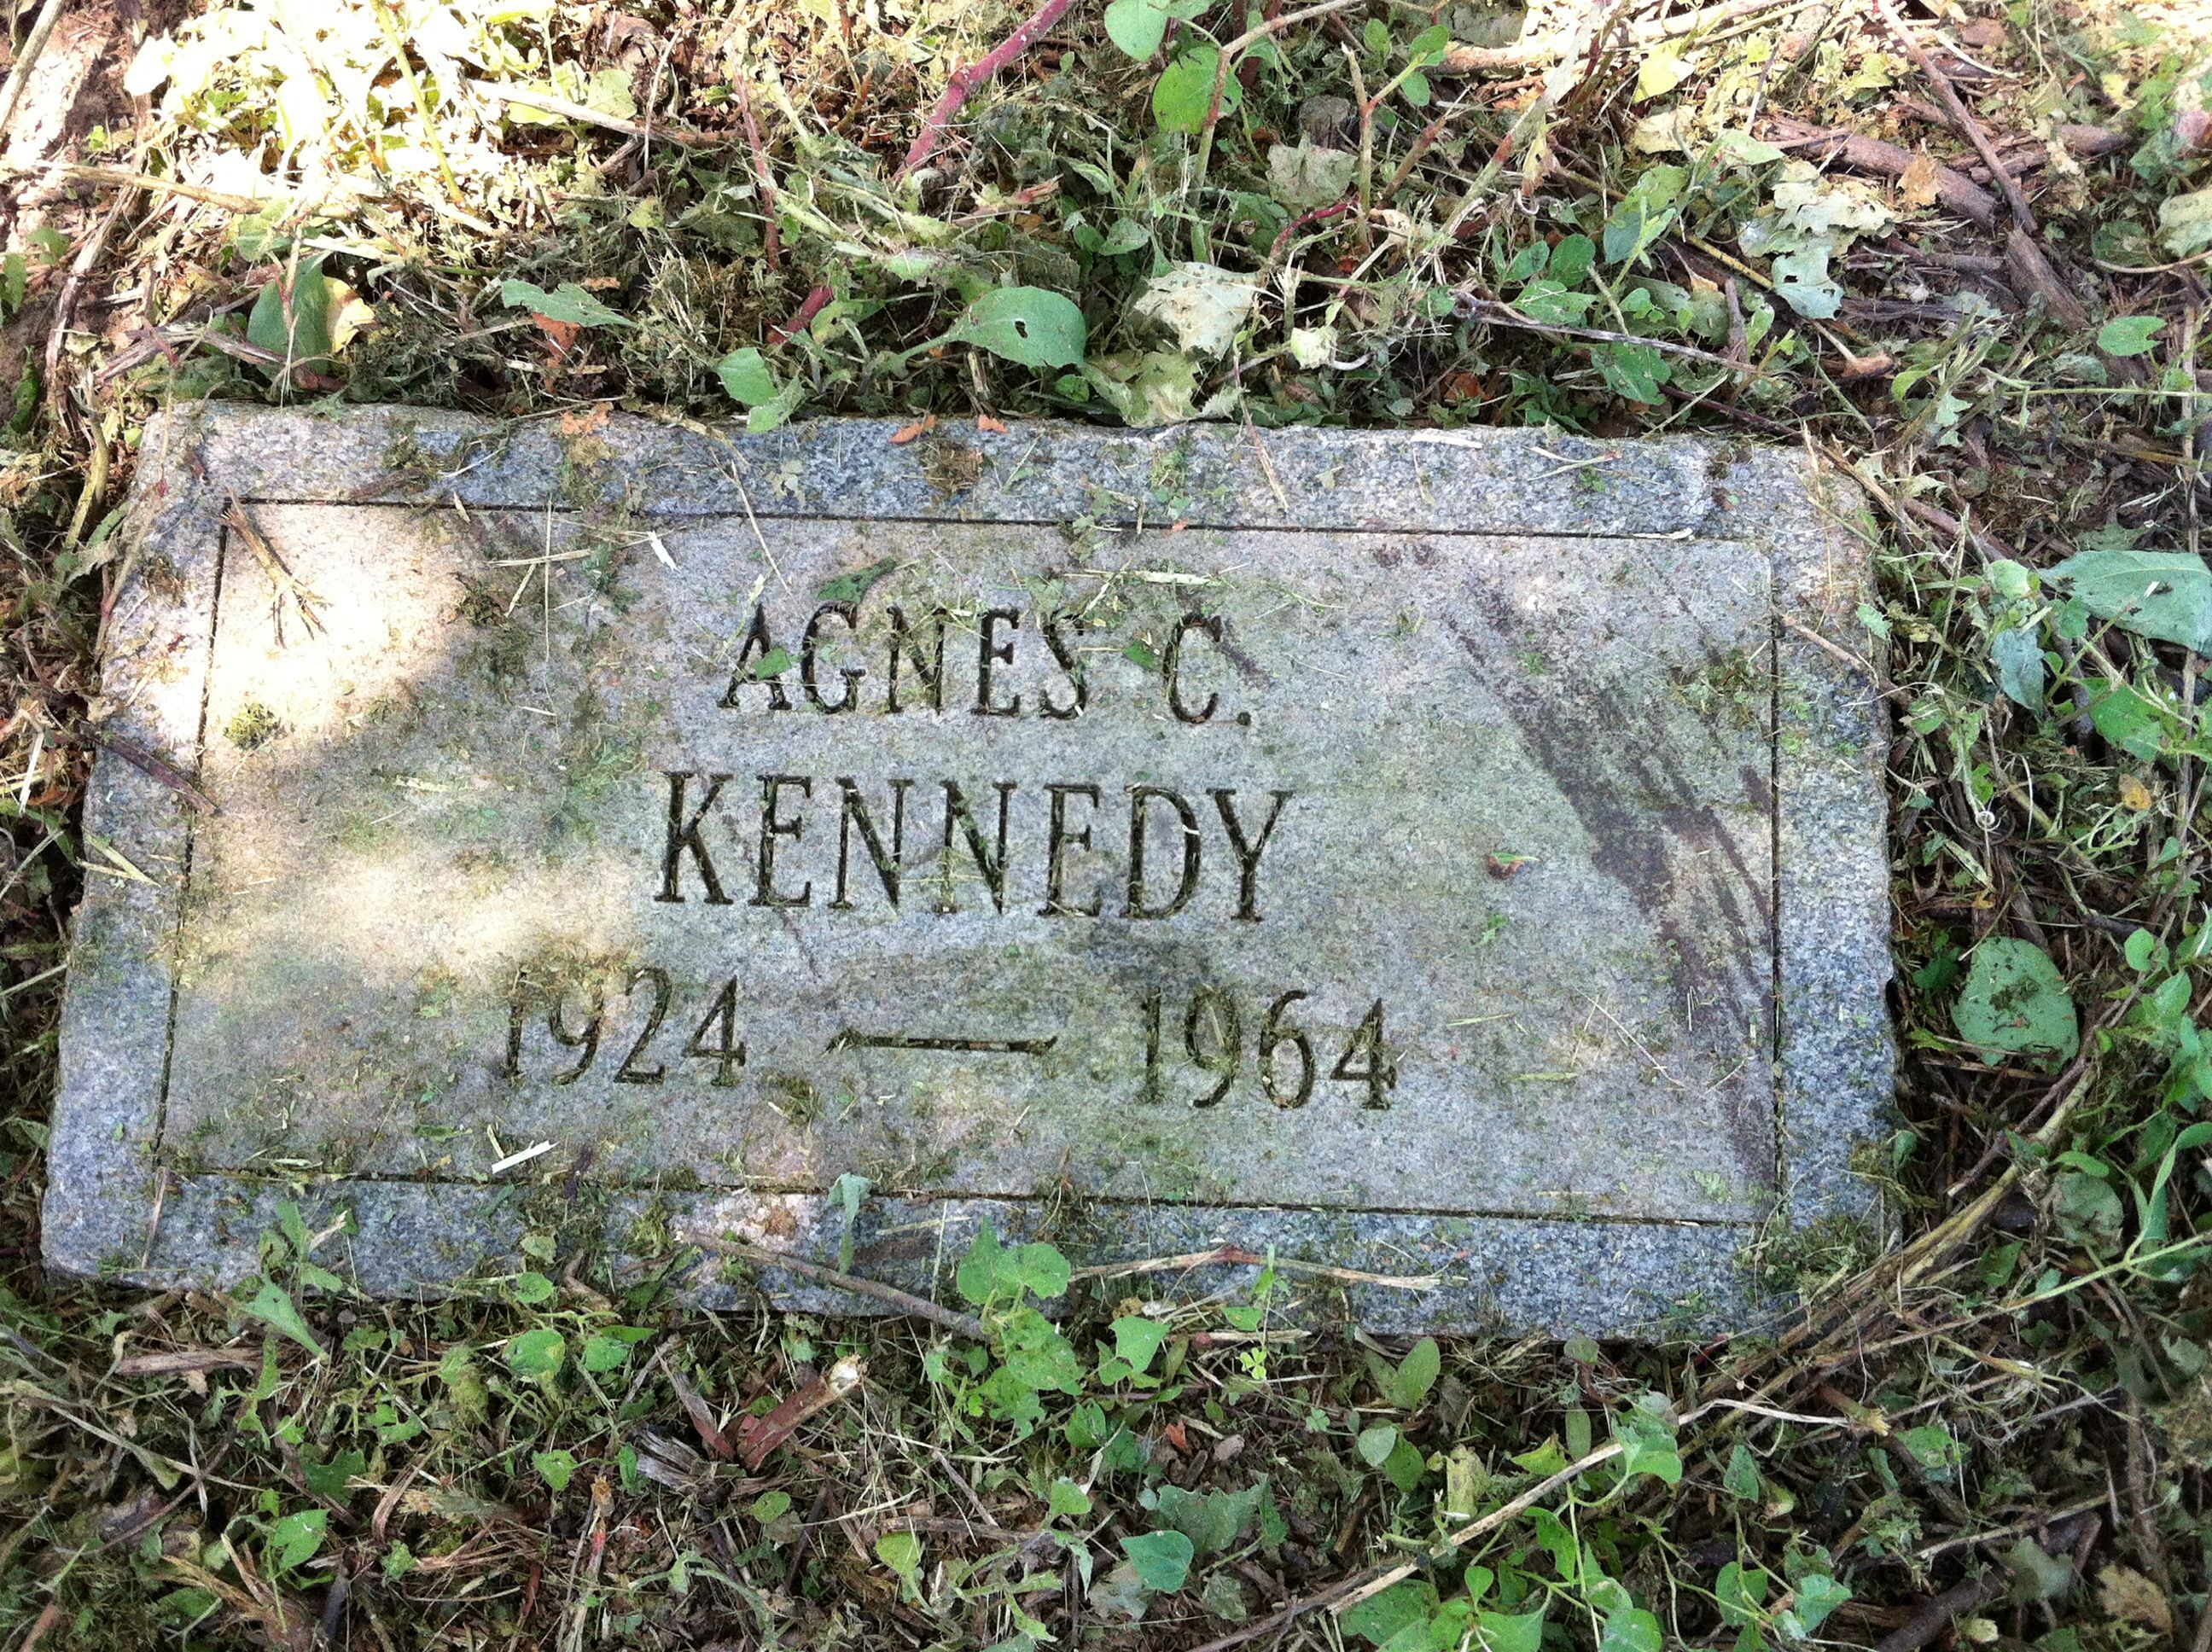 AGNES C.
KENNEDY
1924 — 1964